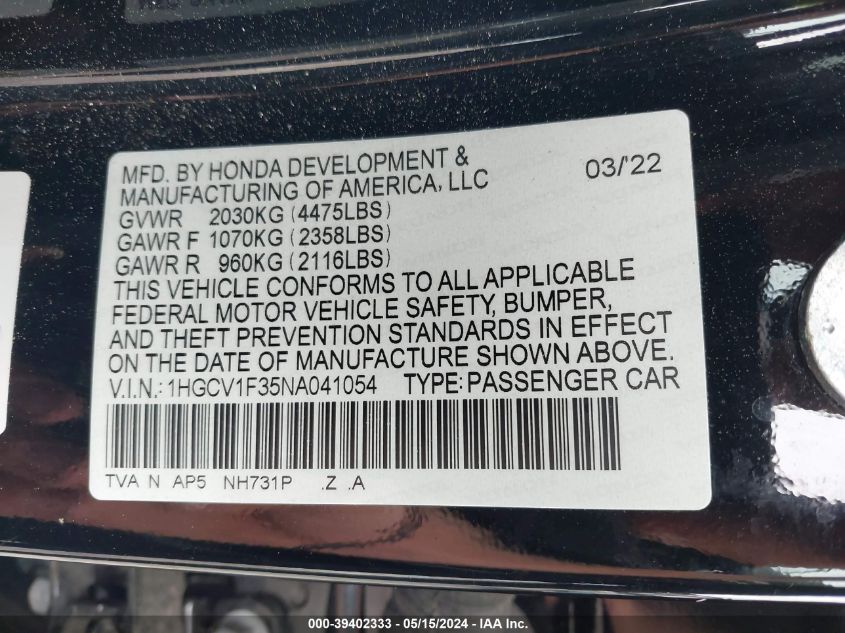 MFD. BY HONDA DEVELOPMENT &
MANUFACTURING OF AMERICA, LLC
03/'22
GVWR 2030KG (4475LBS)
GAWR F 1070KG (2358LBS)
GAWR R 960KG (2116LBS)
THIS VEHICLE CONFORMS TO ALL APPLICABLE
FEDERAL MOTOR VEHICLE SAFETY, BUMPER,
AND THEFT PREVENTION STANDARDS IN EFFECT
ON THE DATE OF MANUFACTURE SHOWN ABOVE.
V.I.N.: 1HGCV1F35NA041054 TYPE: PASSENGER CAR
TVA N AP5 NH731P .Z .A
000-39402333 - 05/15/2024 - IAA Inc.